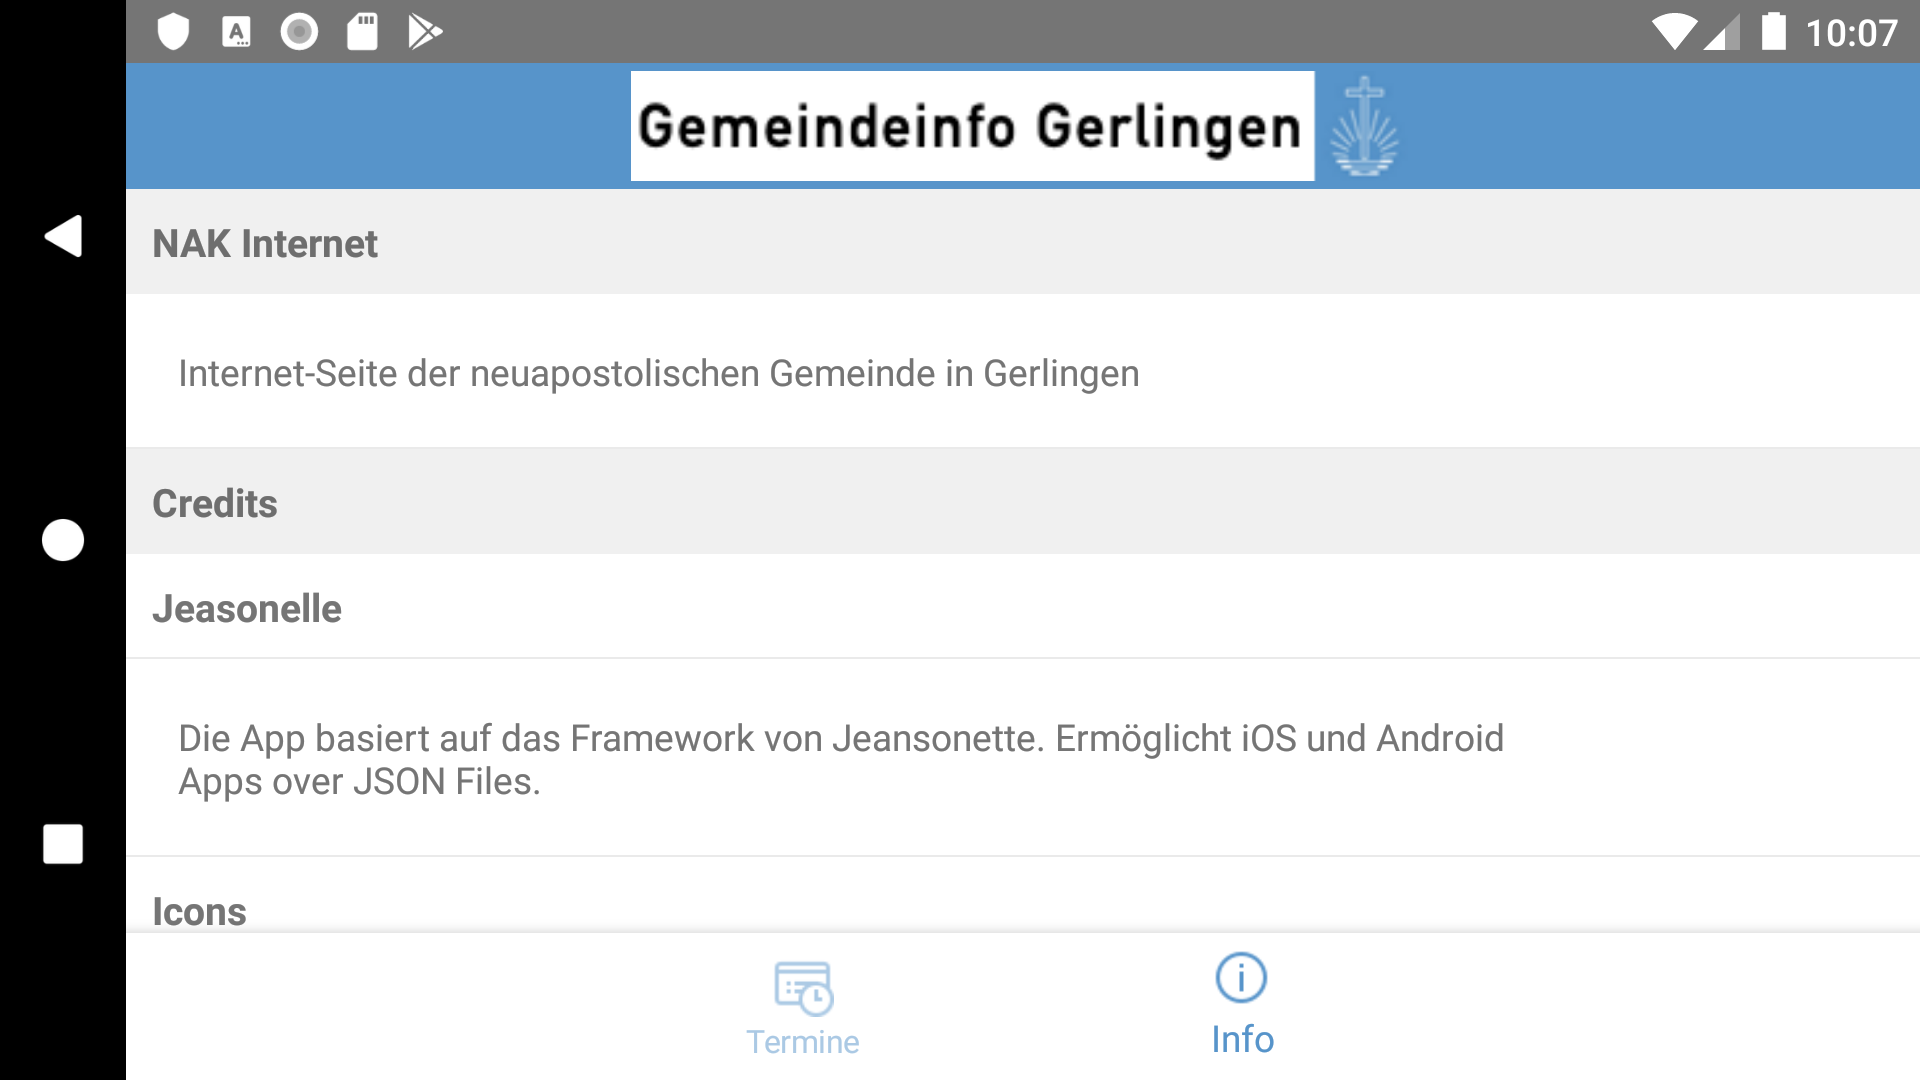 10:07
Gemeindeinfo Gerlingen
NAK Internet
Internet-Seite der neuapostolischen Gemeinde in Gerlingen
Credits
Jeasonelle
Die App basiert auf das Framework von Jeansonette. Ermöglicht iOS und Android
Apps over JSON Files.
Icons
Termine
Info